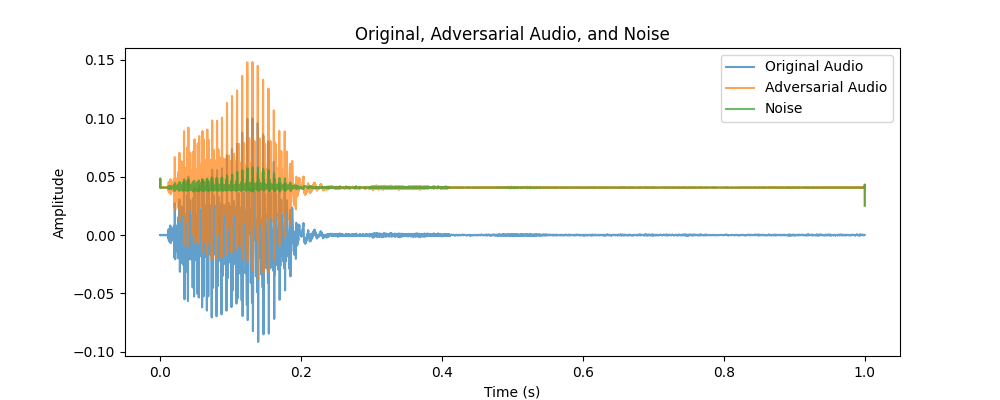 Original, Adversarial Audio, and Noise
Original Audio
Adversarial Audio
Noise
Amplitude
0.15
0.10
0.05
0.00
−0.05
−0.10
0.0 0.2 0.4 0.6 0.8 1.0
Time (s)